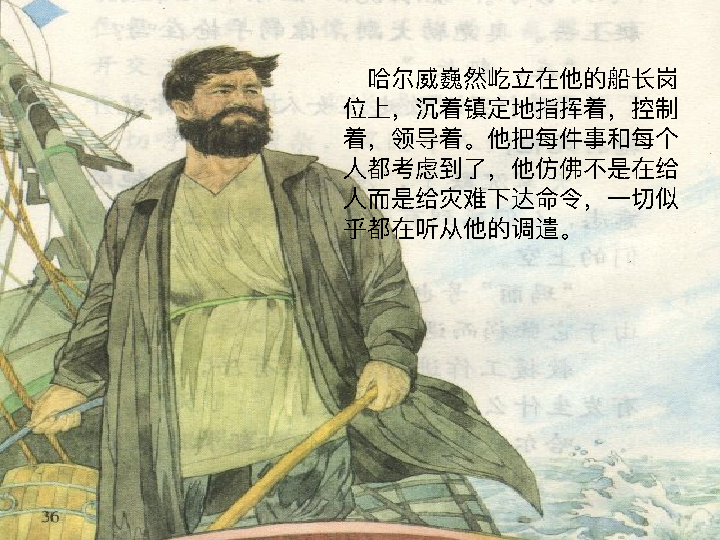 哈尔威巍然屹立在他的船长岗
位上，沉着镇定地指挥着，控制
着，领导着。他把每件事和每个
人都考虑到了，他仿佛不是在给
人而是给灾难下达命令，一切似
乎都在听从他的调遣。
36